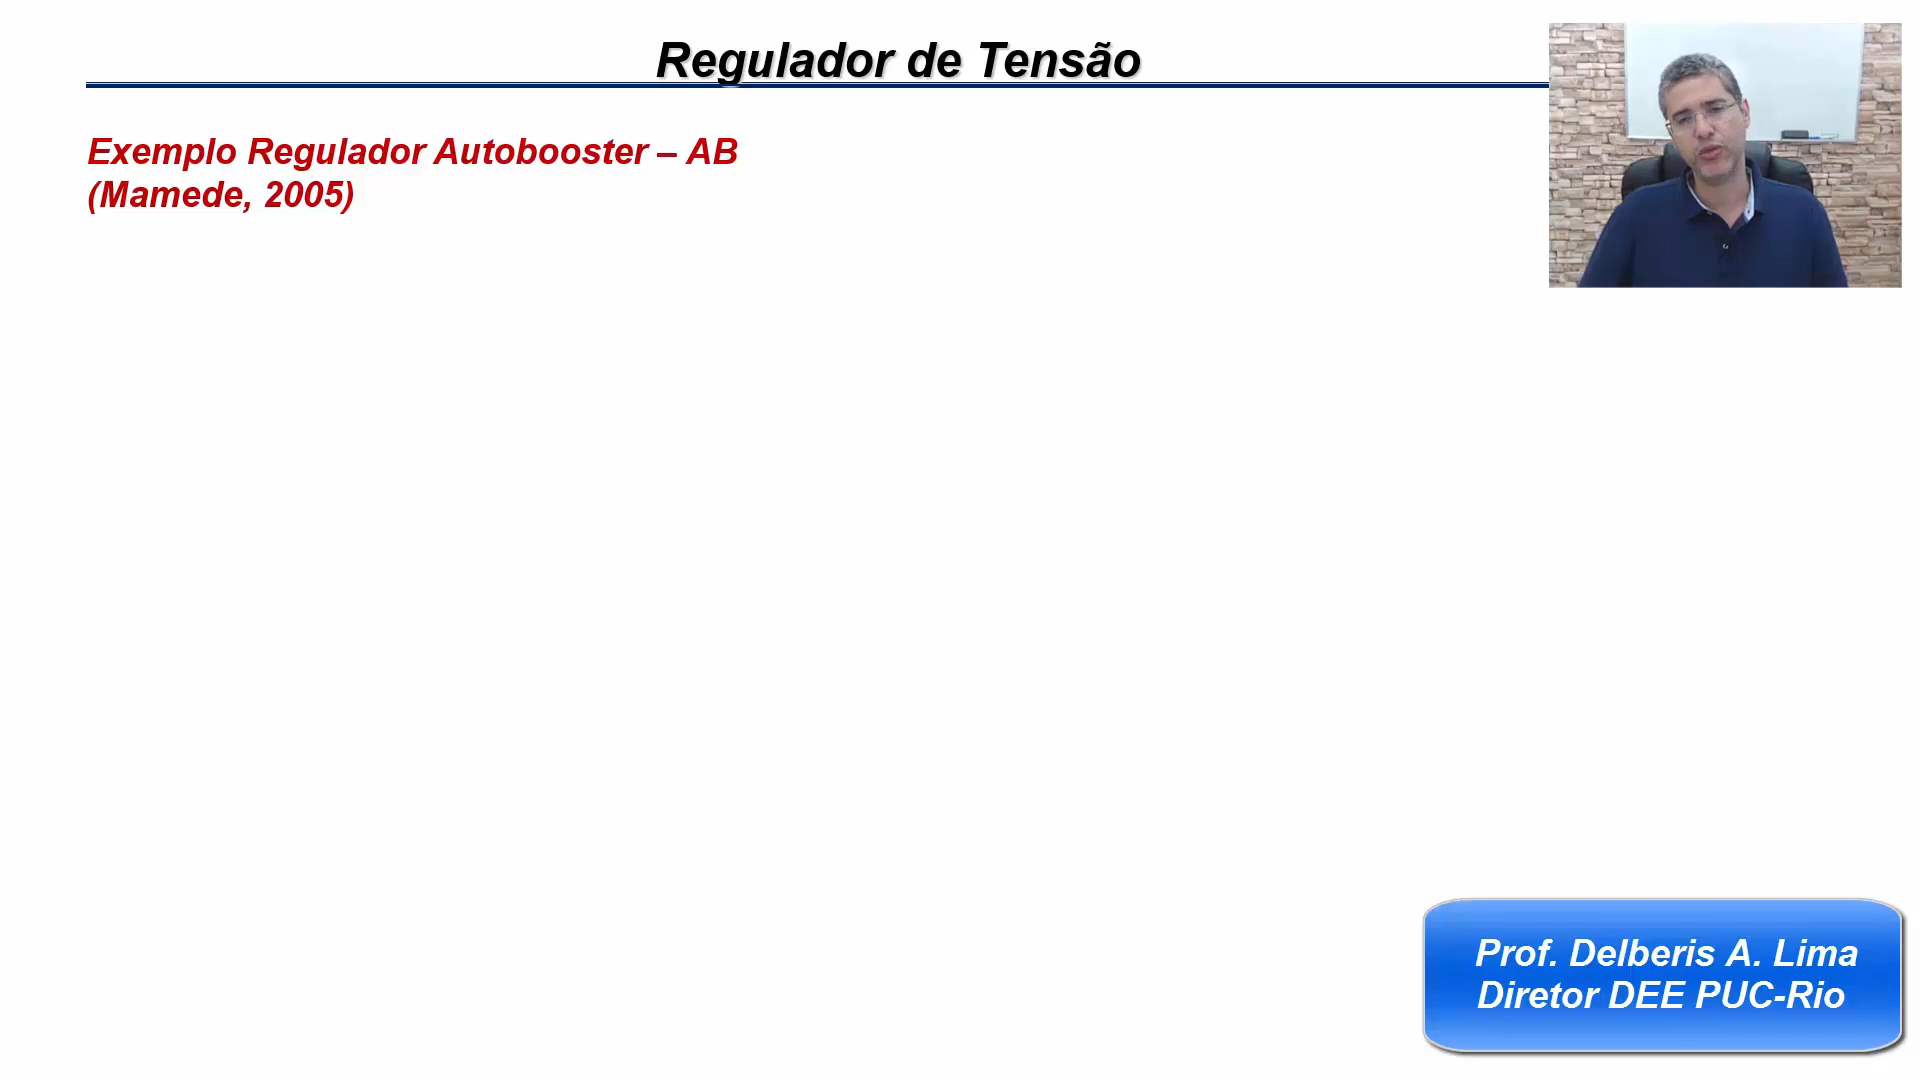 Regulador de Tensão
Exemplo Regulador Autobooster – AB
(Mamede, 2005)
Prof. Delberis A. Lima
Diretor DEE PUC-Rio